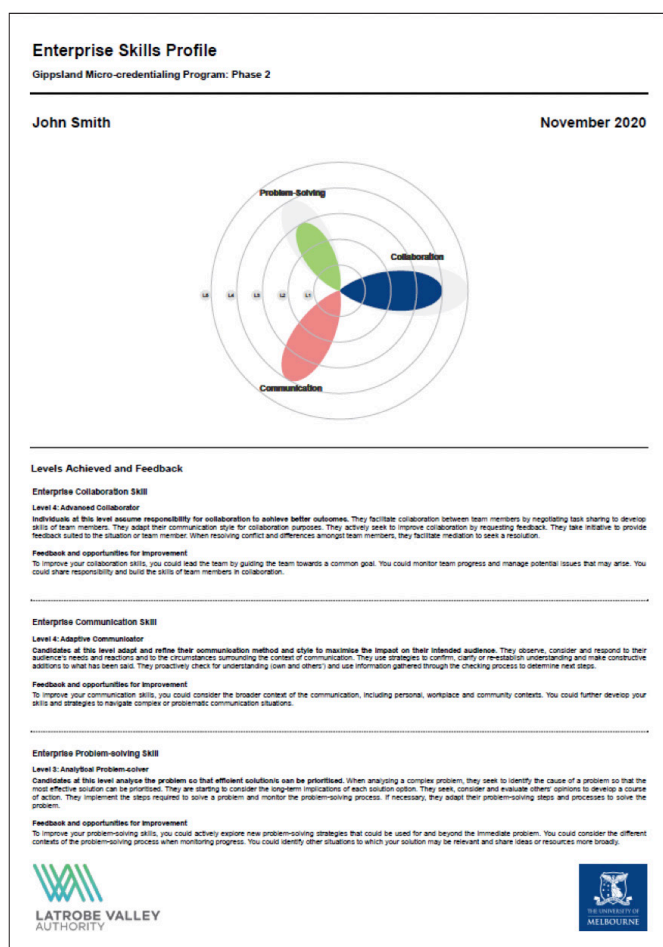 Enterprise Skills Profile
Gippsland Micro-credentialing Program: Phase 2
John Smith
November 2020
Problem-Solving
Collaboration
L5 L4 L3 L2 L1
Communication
Levels Achieved and Feedback
Enterprise Collaboration Skill
Level 4: Advanced Collaborator
Individuals at this level assume responsibility for collaboration to achieve better outcomes. They facilitate collaboration between team members by negotiating task sharing to develop
skills of team members. They adapt their communication style for collaboration purposes. They actively seek to improve collaboration by requesting feedback. They take initiative to provide
feedback suited to the situation or team member. When resolving conflict and differences amongst team members, they facilitate mediation to seek a resolution.
Feedback and opportunities for improvement
To improve your collaboration skills, you could lead the team by guiding the team towards a common goal. You could monitor team progress and manage potential issues that may arise. You
could share responsibility and build the skills of team members in collaboration.
Enterprise Communication Skill
Level 4: Adaptive Communicator
Candidates at this level adapt and refine their communication method and style to maximise the impact on their intended audience. They observe, consider and respond to their
audience's needs and reactions and to the circumstances surrounding the context of communication. They use strategies to confirm, clarify or re-establish understanding and make constructive
additions to what has been said. They proactively check for understanding (own and others') and use information gathered through the checking process to determine next steps.
Feedback and opportunities for improvement
To improve your communication skills, you could consider the broader context of the communication, including personal, workplace and community contexts. You could further develop your
skills and strategies to navigate complex or problematic communication situations.
Enterprise Problem-solving Skill
Level 3: Analytical Problem-solver
Candidates at this level analyse the problem so that efficient solution/s can be prioritised. When analysing a complex problem, they seek to identify the cause of a problem so that the
most effective solution can be prioritised. They are starting to consider the long-term implications of each solution option. They seek, consider and evaluate others' opinions to develop a course
of action. They implement the steps required to solve a problem and monitor the problem-solving process. If necessary, they adapt their problem-solving steps and processes to solve the
problem.
Feedback and opportunities for improvement
To improve your problem-solving skills, you could actively explore new problem-solving strategies that could be used for and beyond the immediate problem. You could consider the different
contexts of the problem-solving process when monitoring progress. You could identify other situations to which your solution may be relevant and share ideas or resources more broadly.
LATROBE VALLEY
AUTHORITY
THE UNIVERSITY OF
MELBOURNE